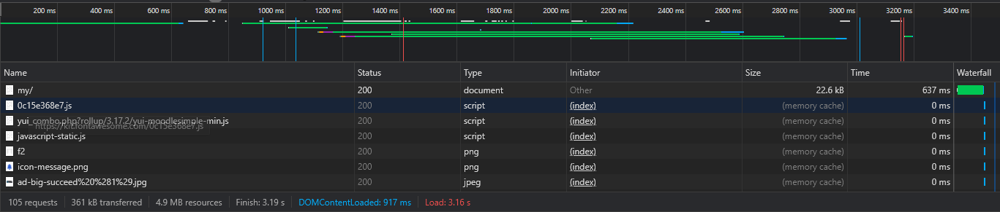 200 ms 400 ms 600 ms 800 ms 1000 ms 1200 ms 1400 ms 1600 ms 1800 ms 2000 ms 2200 ms 2400 ms 2600 ms 2800 ms 3000 ms 3200 ms 3400 ms
Name Status Type Initiator Size Time Waterfall
my/ 200 document Other 22.6 kB 637 ms
0c15e368e7.js 200 script (index) (memory cache) 0 ms
yui_combo.php?rollup/3.17.2/yui-moodlesimple-min.js 200 script (index) (memory cache) 0 ms
https://kit.fontawesome.com/0c15e368e7.js
javascript-static.js 200 script (index) (memory cache) 0 ms
f2 200 png (index) (memory cache) 0 ms
icon-message.png 200 png (index) (memory cache) 0 ms
ad-big-succeed%20%281%29.jpg 200 jpeg (index) (memory cache) 0 ms
105 requests 361 kB transferred 4.9 MB resources Finish: 3.19 s DOMContentLoaded: 917 ms Load: 3.16 s